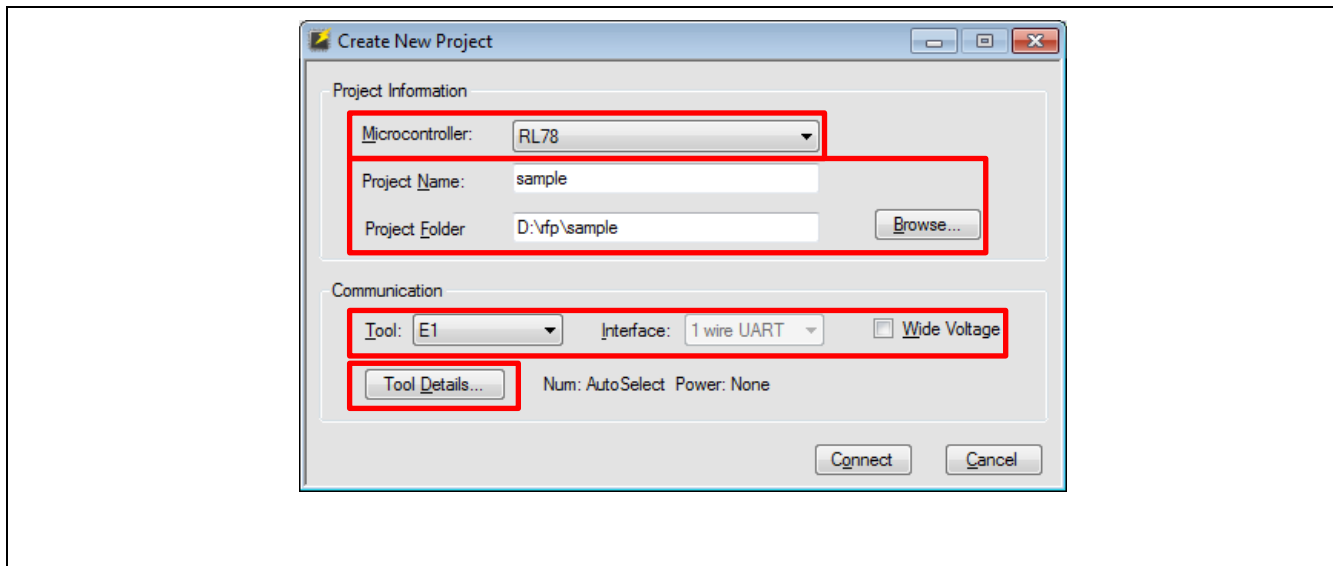 Create New Project
Project Information
Microcontroller: RL78
Project Name: sample
Project Folder D:\rfp\sample Browse...
Communication
Tool: E1 Interface: 1 wire UART Wide Voltage
Tool Details... Num: AutoSelect Power: None
Connect Cancel